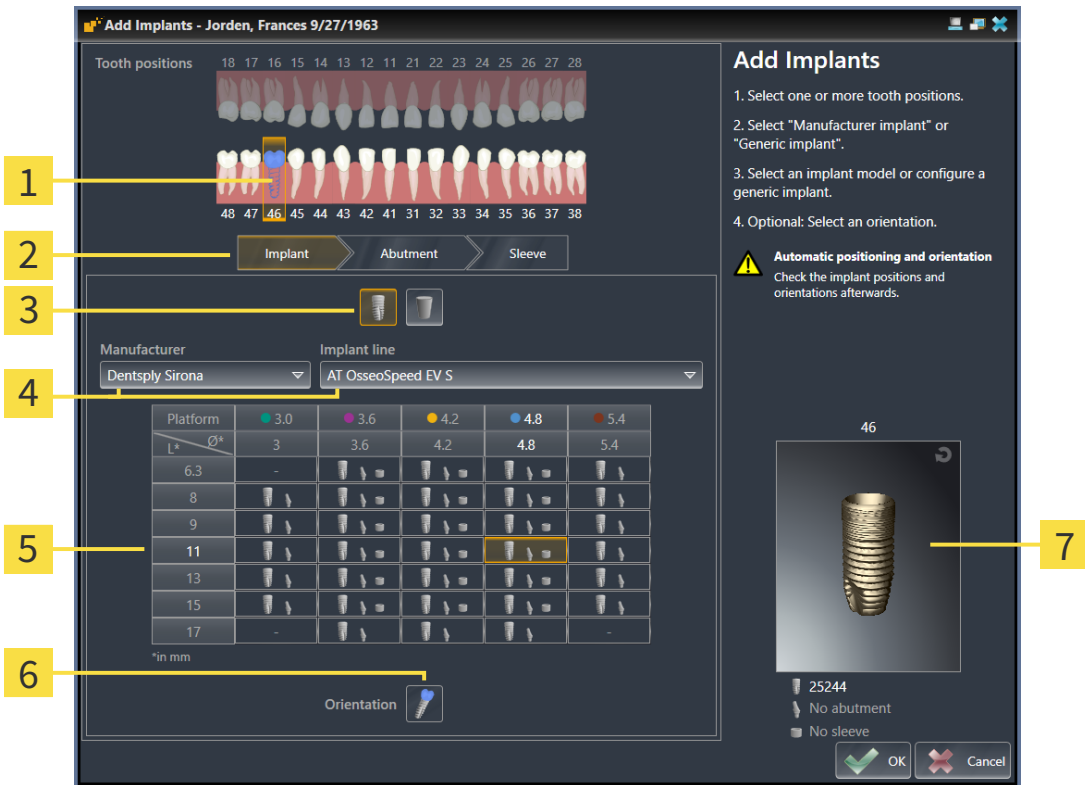 Add Implants - Jorden, Frances 9/27/1963
Tooth positions
18 17 16 15 14 13 12 11 21 22 23 24 25 26 27 28
1
48 47 46 45 44 43 42 41 31 32 33 34 35 36 37 38
2
Implant Abutment Sleeve
3
Manufacturer Implant line
Dentsply Sirona AT OsseoSpeed EV S
4
Platform 3.0 3.6 4.2 4.8 5.4
L* Ø* 3 3.6 4.2 4.8 5.4
6.3 -
8
9
5
11
13
15
17 - -
*in mm
6
Orientation
Add Implants
1. Select one or more tooth positions.
2. Select "Manufacturer implant" or
"Generic implant".
3. Select an implant model or configure a
generic implant.
4. Optional: Select an orientation.
Automatic positioning and orientation
Check the implant positions and
orientations afterwards.
46
7
25244
No abutment
No sleeve
OK Cancel